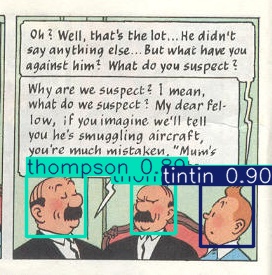 Oh? Well, that's the lot... He didn't
say anything else... But what have you
against him? What do you suspect?
Why are we suspect? I mean,
what do we suspect? My dear fel-
low, if you imagine we'll tell
you he's smuggling aircraft,
you're much mistaken. "Mum's
thompson 0.89
tintin 0.90